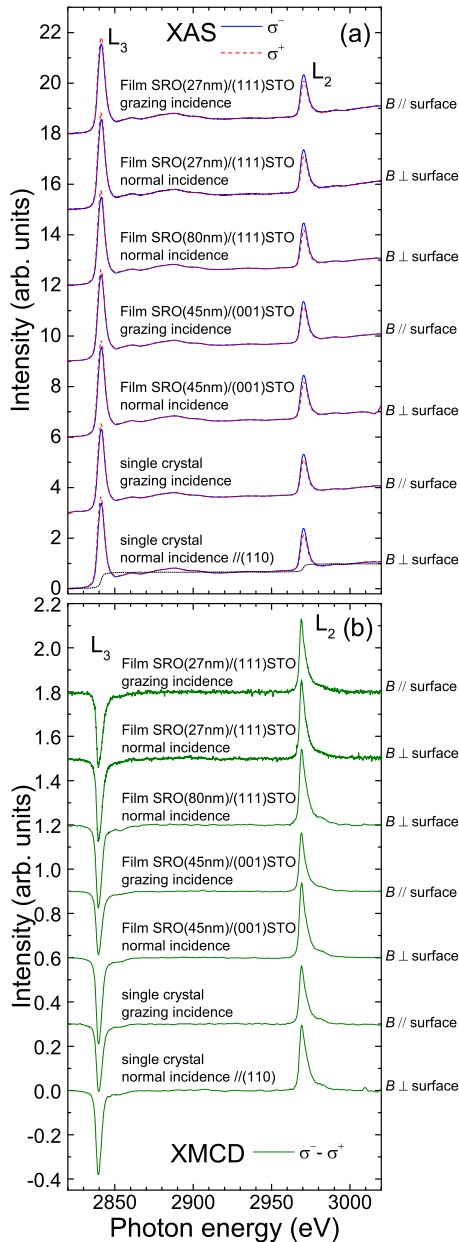 XAS
σ⁻
σ⁺
(a)
L₃
L₂
Film SRO(27nm)/(111)STO
grazing incidence
B // surface
Film SRO(27nm)/(111)STO
normal incidence
B ⊥ surface
Film SRO(80nm)/(111)STO
normal incidence
B ⊥ surface
Film SRO(45nm)/(001)STO
grazing incidence
B // surface
Film SRO(45nm)/(001)STO
normal incidence
B ⊥ surface
single crystal
grazing incidence
B // surface
single crystal
normal incidence //(110)
B ⊥ surface
Intensity (arb. units)
22
20
18
16
14
12
10
8
6
4
2
0
(b)
L₃
L₂
Film SRO(27nm)/(111)STO
grazing incidence
B // surface
Film SRO(27nm)/(111)STO
normal incidence
B ⊥ surface
Film SRO(80nm)/(111)STO
normal incidence
B ⊥ surface
Film SRO(45nm)/(001)STO
grazing incidence
B // surface
Film SRO(45nm)/(001)STO
normal incidence
B ⊥ surface
single crystal
grazing incidence
B // surface
single crystal
normal incidence //(110)
B ⊥ surface
XMCD
σ⁻- σ⁺
Intensity (arb. units)
2.2
2.0
1.8
1.6
1.4
1.2
1.0
0.8
0.6
0.4
0.2
0.0
-0.2
-0.4
2850 2900 2950 3000
Photon energy (eV)